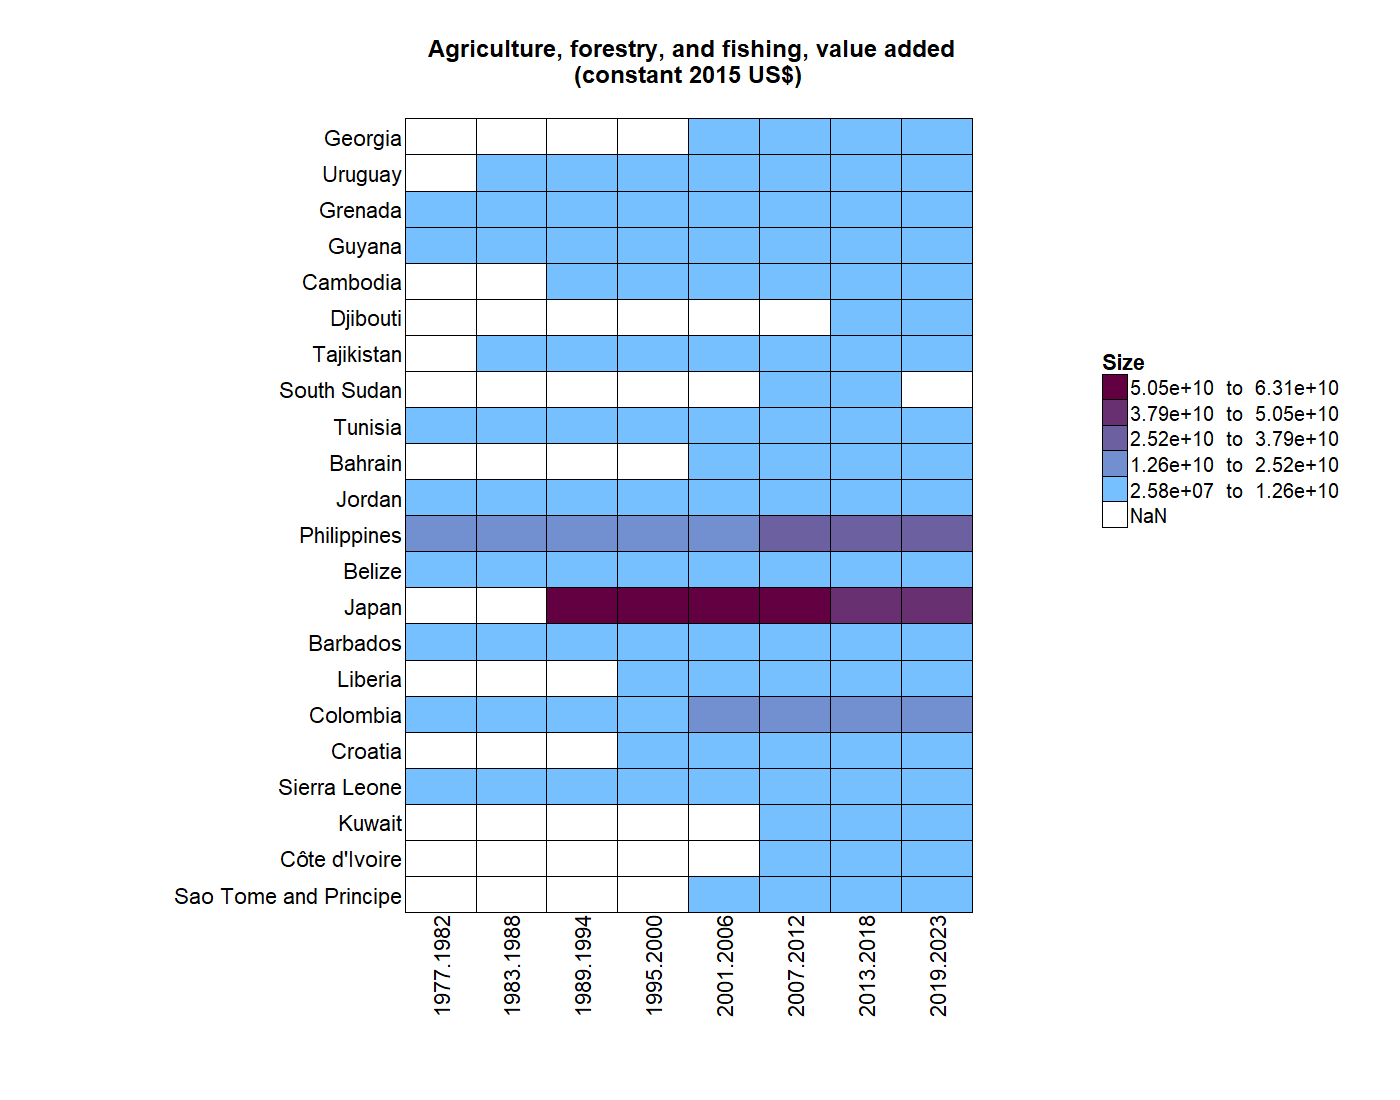 Agriculture, forestry, and fishing, value added
(constant 2015 US$)
Georgia
Uruguay
Grenada
Guyana
Cambodia
Djibouti
Tajikistan
South Sudan
Tunisia
Bahrain
Jordan
Philippines
Belize
Japan
Barbados
Liberia
Colombia
Croatia
Sierra Leone
Kuwait
Côte d'Ivoire
Sao Tome and Principe
1977.1982
1983.1988
1989.1994
1995.2000
2001.2006
2007.2012
2013.2018
2019.2023
Size
5.05e+10 to 6.31e+10
3.79e+10 to 5.05e+10
2.52e+10 to 3.79e+10
1.26e+10 to 2.52e+10
2.58e+07 to 1.26e+10
NaN